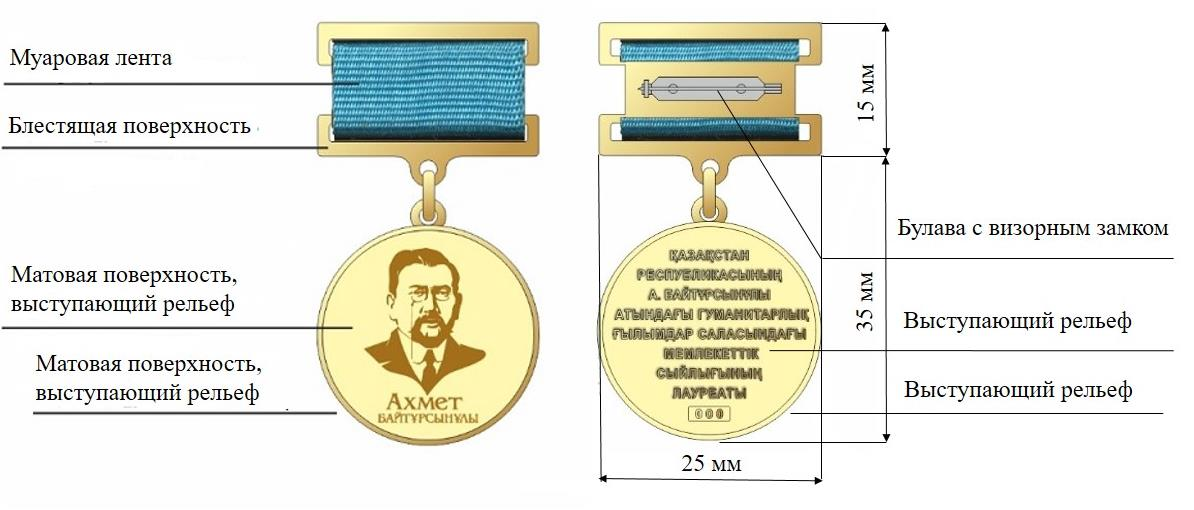 Муаровая лента
Блестящая поверхность
Матовая поверхность,
выступающий рельеф
Матовая поверхность,
выступающий рельеф
Ахмет
БАЙТҰРСЫНҰЛЫ
ҚАЗАҚСТАН
РЕСПУБЛИКАСЫНЫҢ
А. БАЙТҰРСЫНҰЛЫ
АТЫНДАҒЫ ГУМАНИТАРЛЫҚ
ҒЫЛЫМДАР САЛАСЫНДАҒЫ
МЕМЛЕКЕТТІК
СЫЙЛЫҒЫНЫҢ
ЛАУРЕАТЫ
000
15 мм
Булава с визорным замком
35 мм
Выступающий рельеф
Выступающий рельеф
25 мм